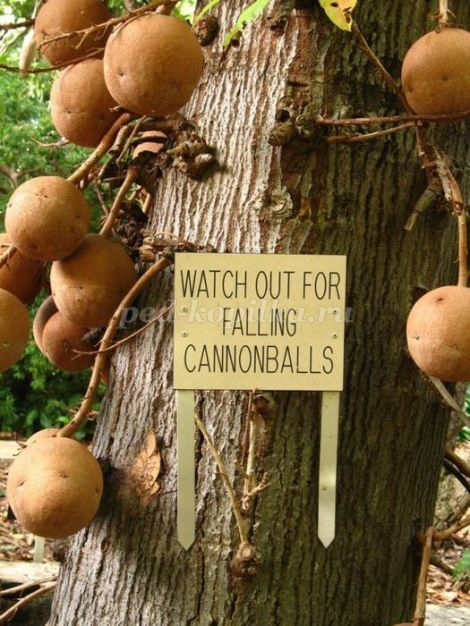 WATCH OUT FOR
FALLING
CANNONBALLS
ped-kopilka.ru